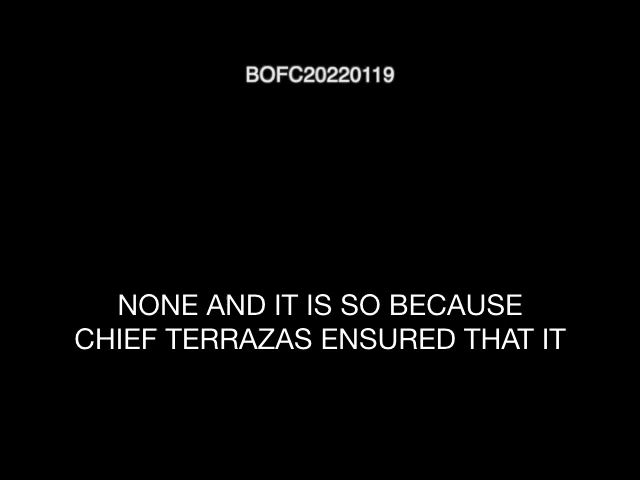 BOFC20220119
NONE AND IT IS SO BECAUSE
CHIEF TERRAZAS ENSURED THAT IT